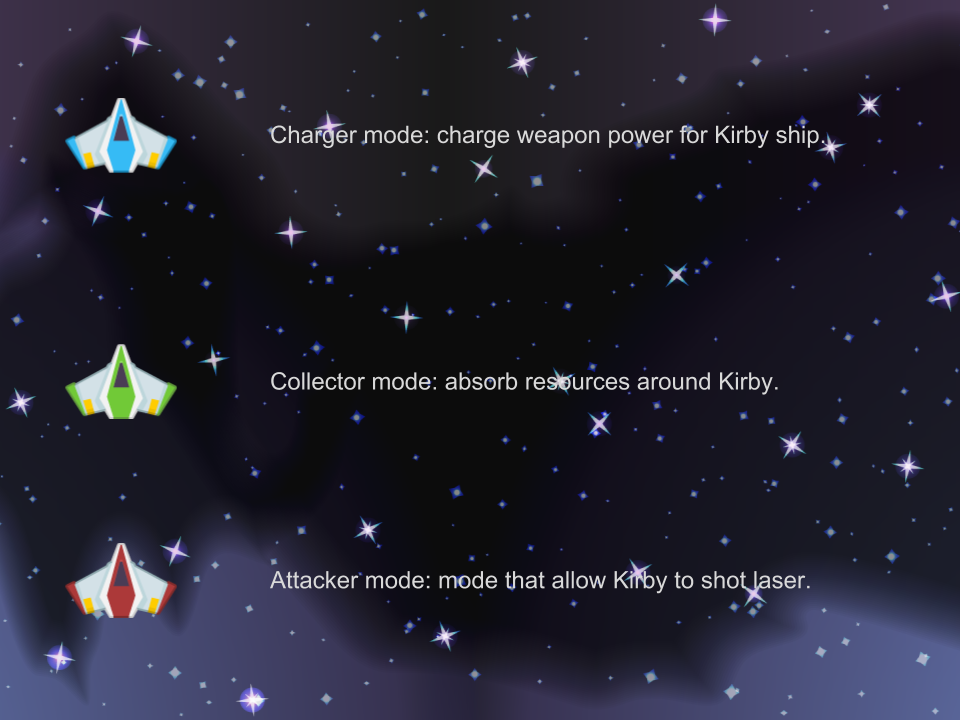 Charger mode: charge weapon power for Kirby ship.
Collector mode: absorb resources around Kirby.
Attacker mode: mode that allow Kirby to shot laser.